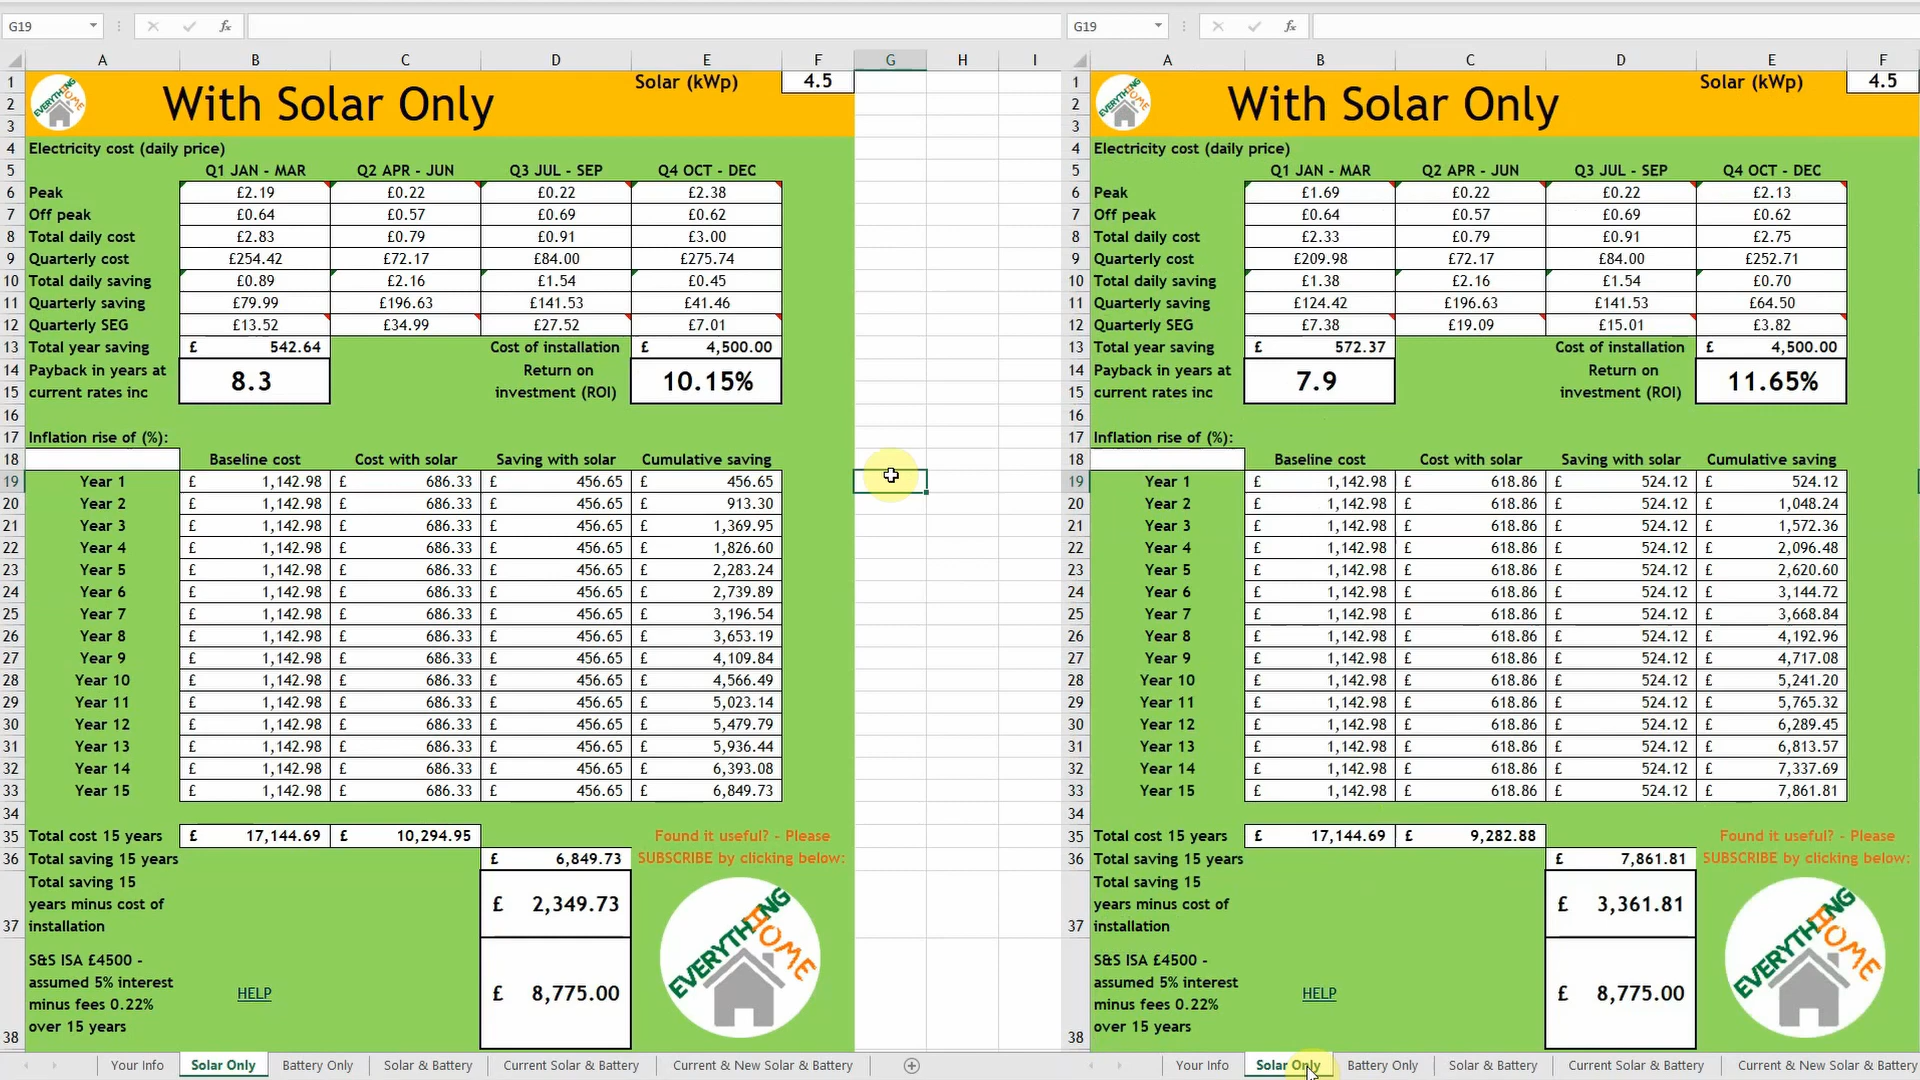 G19 fx G19 fx
A B C D E F G H I A B C D E F
1 Solar (kWp) 4.5 1 Solar (kWp) 4.5
2 EVERYTHING HOME With Solar Only 2 EVERYTHING HOME With Solar Only
3 3
4 Electricity cost (daily price) 4 Electricity cost (daily price)
5 Q1 JAN - MAR Q2 APR - JUN Q3 JUL - SEP Q4 OCT - DEC 5 Q1 JAN - MAR Q2 APR - JUN Q3 JUL - SEP Q4 OCT - DEC
6 Peak £2.19 £0.22 £0.22 £2.38 6 Peak £1.69 £0.22 £0.22 £2.13
7 Off peak £0.64 £0.57 £0.69 £0.62 7 Off peak £0.64 £0.57 £0.69 £0.62
8 Total daily cost £2.83 £0.79 £0.91 £3.00 8 Total daily cost £2.33 £0.79 £0.91 £2.75
9 Quarterly cost £254.42 £72.17 £84.00 £275.74 9 Quarterly cost £209.98 £72.17 £84.00 £252.71
10 Total daily saving £0.89 £2.16 £1.54 £0.45 10 Total daily saving £1.38 £2.16 £1.54 £0.70
11 Quarterly saving £79.99 £196.63 £141.53 £41.46 11 Quarterly saving £124.42 £196.63 £141.53 £64.50
12 Quarterly SEG £13.52 £34.99 £27.52 £7.01 12 Quarterly SEG £7.38 £19.09 £15.01 £3.82
13 Total year saving £ 542.64 Cost of installation £ 4,500.00 13 Total year saving £ 572.37 Cost of installation £ 4,500.00
14 Payback in years at 8.3 Return on 10.15% 14 Payback in years at 7.9 Return on 11.65%
15 current rates inc investment (ROI) 15 current rates inc investment (ROI)
16 16
17 Inflation rise of (%): 17 Inflation rise of (%):
18 Baseline cost Cost with solar Saving with solar Cumulative saving 18 Baseline cost Cost with solar Saving with solar Cumulative saving
19 Year 1 £ 1,142.98 £ 686.33 £ 456.65 £ 456.65 19 Year 1 £ 1,142.98 £ 618.86 £ 524.12 £ 524.12
20 Year 2 £ 1,142.98 £ 686.33 £ 456.65 £ 913.30 20 Year 2 £ 1,142.98 £ 618.86 £ 524.12 £ 1,048.24
21 Year 3 £ 1,142.98 £ 686.33 £ 456.65 £ 1,369.95 21 Year 3 £ 1,142.98 £ 618.86 £ 524.12 £ 1,572.36
22 Year 4 £ 1,142.98 £ 686.33 £ 456.65 £ 1,826.60 22 Year 4 £ 1,142.98 £ 618.86 £ 524.12 £ 2,096.48
23 Year 5 £ 1,142.98 £ 686.33 £ 456.65 £ 2,283.24 23 Year 5 £ 1,142.98 £ 618.86 £ 524.12 £ 2,620.60
24 Year 6 £ 1,142.98 £ 686.33 £ 456.65 £ 2,739.89 24 Year 6 £ 1,142.98 £ 618.86 £ 524.12 £ 3,144.72
25 Year 7 £ 1,142.98 £ 686.33 £ 456.65 £ 3,196.54 25 Year 7 £ 1,142.98 £ 618.86 £ 524.12 £ 3,668.84
26 Year 8 £ 1,142.98 £ 686.33 £ 456.65 £ 3,653.19 26 Year 8 £ 1,142.98 £ 618.86 £ 524.12 £ 4,192.96
27 Year 9 £ 1,142.98 £ 686.33 £ 456.65 £ 4,109.84 27 Year 9 £ 1,142.98 £ 618.86 £ 524.12 £ 4,717.08
28 Year 10 £ 1,142.98 £ 686.33 £ 456.65 £ 4,566.49 28 Year 10 £ 1,142.98 £ 618.86 £ 524.12 £ 5,241.20
29 Year 11 £ 1,142.98 £ 686.33 £ 456.65 £ 5,023.14 29 Year 11 £ 1,142.98 £ 618.86 £ 524.12 £ 5,765.32
30 Year 12 £ 1,142.98 £ 686.33 £ 456.65 £ 5,479.79 30 Year 12 £ 1,142.98 £ 618.86 £ 524.12 £ 6,289.45
31 Year 13 £ 1,142.98 £ 686.33 £ 456.65 £ 5,936.44 31 Year 13 £ 1,142.98 £ 618.86 £ 524.12 £ 6,813.57
32 Year 14 £ 1,142.98 £ 686.33 £ 456.65 £ 6,393.08 32 Year 14 £ 1,142.98 £ 618.86 £ 524.12 £ 7,337.69
33 Year 15 £ 1,142.98 £ 686.33 £ 456.65 £ 6,849.73 33 Year 15 £ 1,142.98 £ 618.86 £ 524.12 £ 7,861.81
34 34
35 Total cost 15 years £ 17,144.69 £ 10,294.95 Found it useful? - Please 35 Total cost 15 years £ 17,144.69 £ 9,282.88 Found it useful? - Please
36 Total saving 15 years £ 6,849.73 SUBSCRIBE by clicking below: 36 Total saving 15 years £ 7,861.81 SUBSCRIBE by clicking below:
Total saving 15 Total saving 15
years minus cost of £ 2,349.73 years minus cost of £ 3,361.81
37 installation 37 installation
S&S ISA £4500 - EVERYTHING HOME S&S ISA £4500 - EVERYTHING HOME
assumed 5% interest assumed 5% interest
minus fees 0.22% HELP £ 8,775.00 minus fees 0.22% HELP £ 8,775.00
over 15 years over 15 years
38 38
Your Info Solar Only Battery Only Solar & Battery Current Solar & Battery Current & New Solar & Battery Your Info Solar Only Battery Only Solar & Battery Current Solar & Battery Current & New Solar & Battery